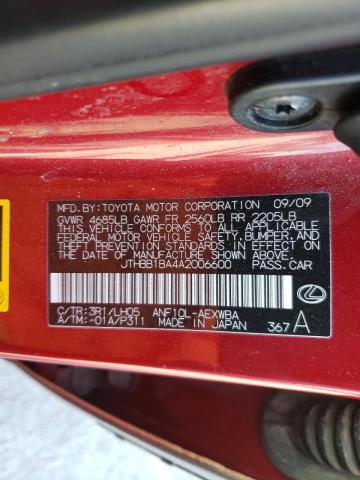 MFD.BY:TOYOTA MOTOR CORPORATION 09/09
GVWR 4685LB GAWR FR 2560LB RR 2205LB
THIS VEHICLE CONFORMS TO ALL APPLICABLE
FEDERAL MOTOR VEHICLE SAFETY, BUMPER, AND
THEFT PREVENTION STANDARDS IN EFFECT ON
THE DATE OF MANUFACTURE SHOWN ABOVE.
JTHBB1BA4A2006600 PASS.CAR
C/TR:3R1/LH05 ANF10L-AEXWBA
A/TM:-01A/P311 MADE IN JAPAN 367 A